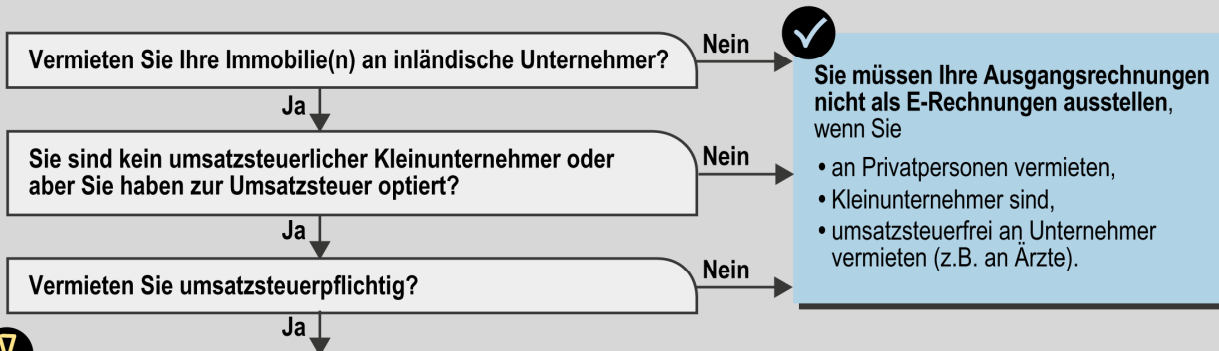 Vermieten Sie Ihre Immobilie(n) an inländische Unternehmer?
Nein
Ja
Sie sind kein umsatzsteuerlicher Kleinunternehmer oder
aber Sie haben zur Umsatzsteuer optiert?
Nein
Ja
Vermieten Sie umsatzsteuerpflichtig?
Nein
Ja
Sie müssen Ihre Ausgangsrechnungen
nicht als E-Rechnungen ausstellen,
wenn Sie
• an Privatpersonen vermieten,
• Kleinunternehmer sind,
• umsatzsteuerfrei an Unternehmer
vermieten (z.B. an Ärzte).